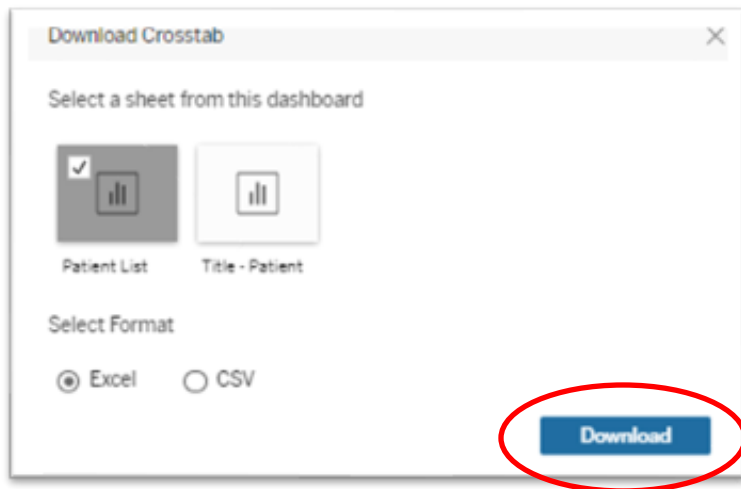 Download Crosstab
Select a sheet from this dashboard
Patient List Title - Patient
Select Format
Excel CSV
Download